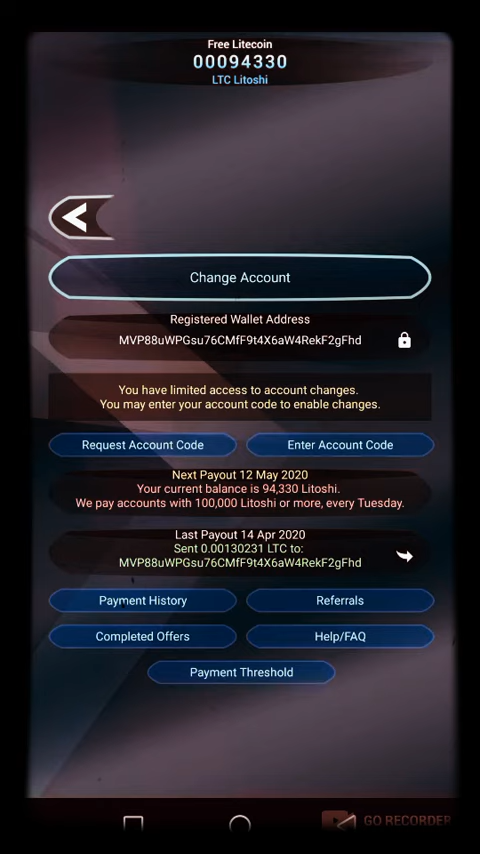 Free Litecoin
00094330
LTC Litoshi
Change Account
Registered Wallet Address
MVP88uWPGsu76CMfF9t4X6aW4RekF2gFhd
You have limited access to account changes.
You may enter your account code to enable changes.
Request Account Code
Enter Account Code
Next Payout 12 May 2020
Your current balance is 94,330 Litoshi.
We pay accounts with 100,000 Litoshi or more, every Tuesday.
Last Payout 14 Apr 2020
Sent 0.00130231 LTC to:
MVP88uWPGsu76CMfF9t4X6aW4RekF2gFhd
Payment History
Referrals
Completed Offers
Help/FAQ
Payment Threshold
GO RECORDER